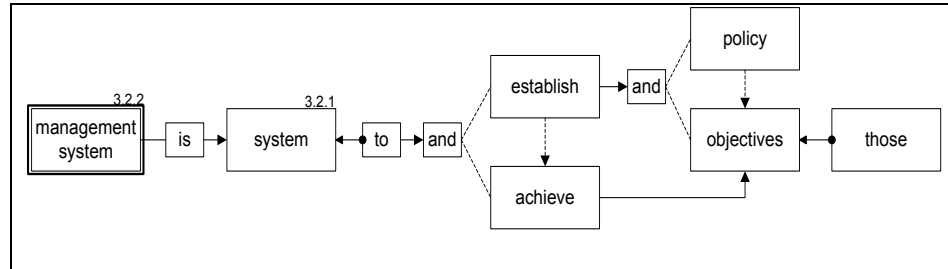 policy
establish
and
3.2.2
3.2.1
management
system
is
system
to
and
objectives
those
achieve